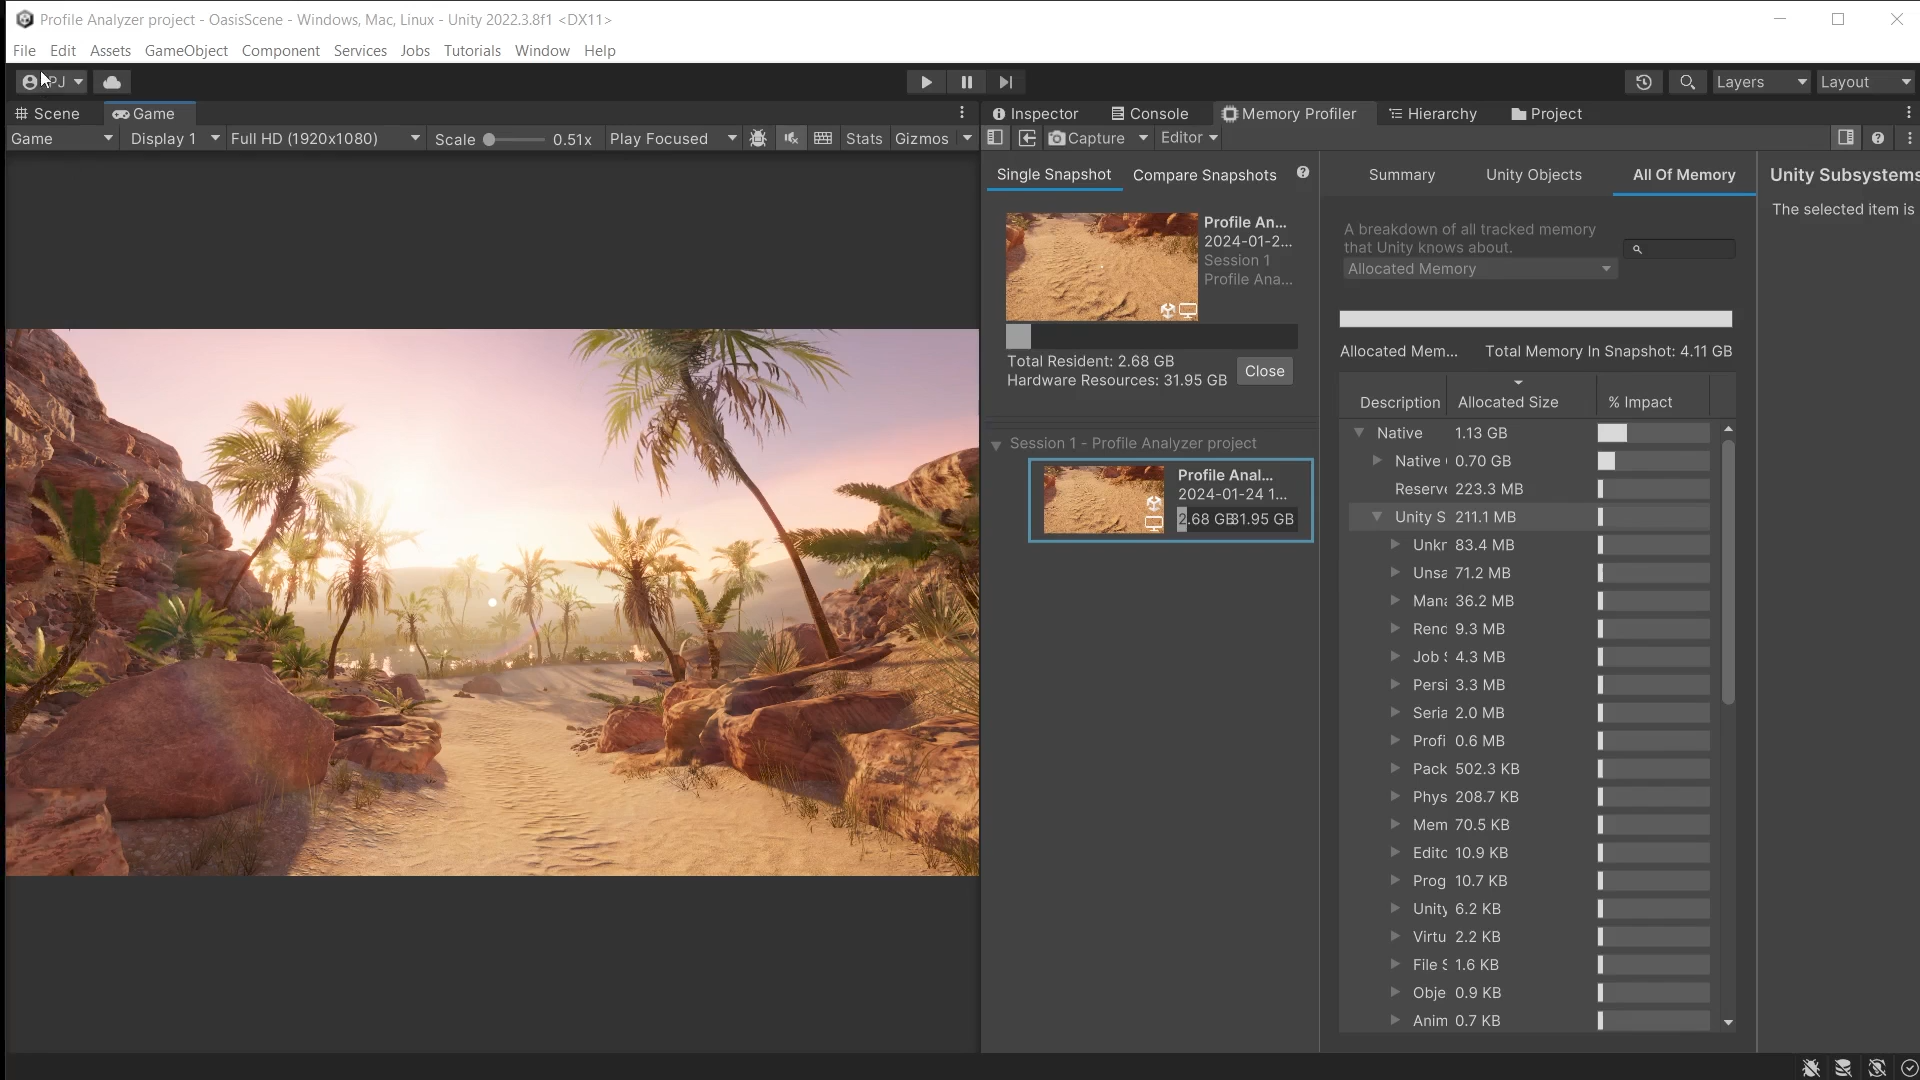 Profile Analyzer project - OasisScene - Windows, Mac, Linux - Unity 2022.3.8f1 <DX11>
File Edit Assets GameObject Component Services Jobs Tutorials Window Help
PJ Layers Layout
Scene Game
Game Display 1 Full HD (1920x1080) Scale 0.51x Play Focused Stats Gizmos
Inspector Console Memory Profiler Hierarchy Project
Capture Editor
Single Snapshot Compare Snapshots
Profile An...
2024-01-2...
Session 1
Profile Ana...
Total Resident: 2.68 GB
Hardware Resources: 31.95 GB
Close
Session 1 - Profile Analyzer project
Profile Anal...
2024-01-24 1...
2.68 GB 31.95 GB
Summary Unity Objects All Of Memory
A breakdown of all tracked memory
that Unity knows about.
Allocated Memory
Allocated Mem... Total Memory In Snapshot: 4.11 GB
Description Allocated Size % Impact
Native 1.13 GB
Native 0.70 GB
Reserve 223.3 MB
Unity S 211.1 MB
Unkr 83.4 MB
Unsa 71.2 MB
Mana 36.2 MB
Rend 9.3 MB
Job S 4.3 MB
Persi 3.3 MB
Seria 2.0 MB
Profi 0.6 MB
Pack 502.3 KB
Phys 208.7 KB
Mem 70.5 KB
Edito 10.9 KB
Prog 10.7 KB
Unity 6.2 KB
Virtu 2.2 KB
File S 1.6 KB
Obje 0.9 KB
Anim 0.7 KB
Unity Subsystems
The selected item is